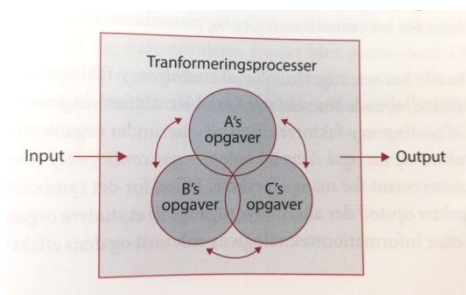 Tranformeringsprocesser
A's
opgaver
Input
Output
B's
opgaver
C's
opgaver